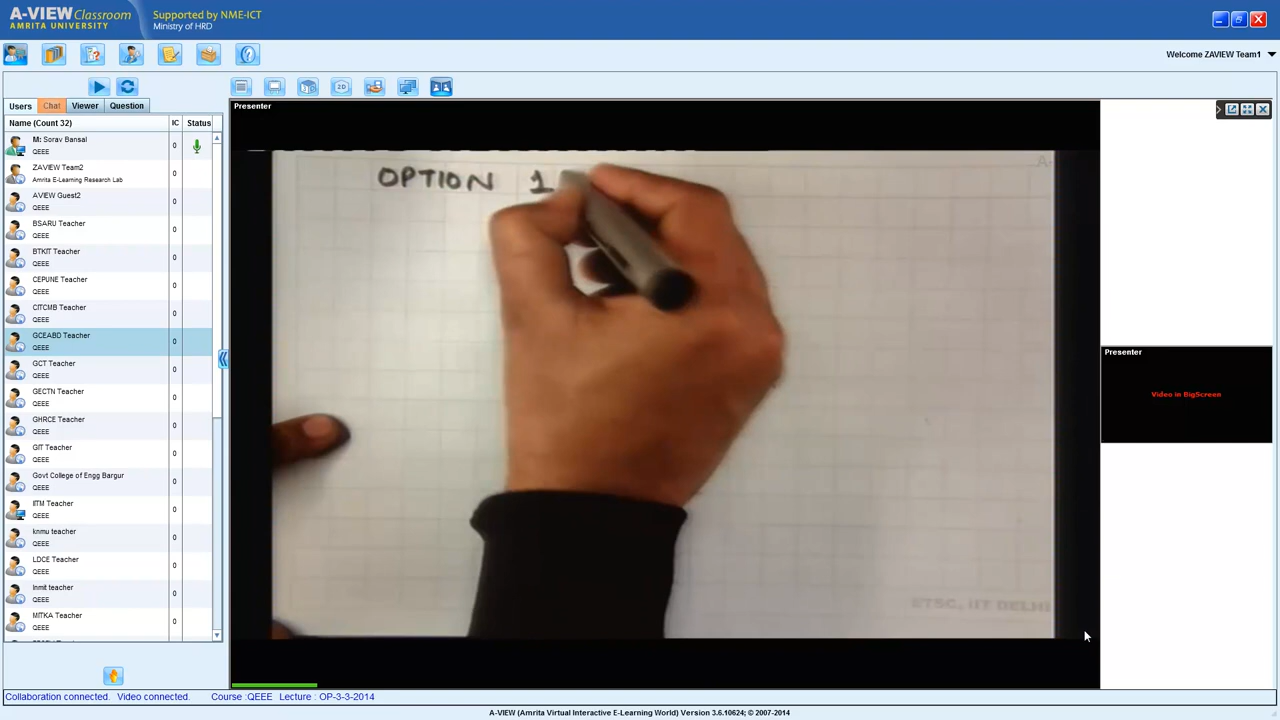 A-VIEW Classroom
AMRITA UNIVERSITY
Supported by NME-ICT
Ministry of HRD
Welcome ZAVIEW Team1
Users
Chat
Viewer
Question
Name (Count 32)
IC
Status
M: Sorav Bansal
QEEE
0
ZAVIEW Team2
Amrita E-Learning Research Lab
0
AVIEW Guest2
QEEE
0
BSARU Teacher
QEEE
0
BTKIT Teacher
QEEE
0
CEPUNE Teacher
QEEE
0
CITCMB Teacher
QEEE
0
GCEABD Teacher
QEEE
0
GCT Teacher
QEEE
0
GECTN Teacher
QEEE
0
GHRCE Teacher
QEEE
0
GIT Teacher
QEEE
0
Govt College of Engg Bargur
QEEE
0
IITM Teacher
QEEE
0
knmu teacher
QEEE
0
LDCE Teacher
QEEE
0
lnmit teacher
QEEE
0
MITKA Teacher
QEEE
0
2D
Presenter
OPTION 1
A-
ETSC, IIT DELHI
Presenter
Video in BigScreen
Collaboration connected. Video connected. Course :QEEE Lecture : OP-3-3-2014
A-VIEW (Amrita Virtual Interactive E-Learning World) Version 3.6.10624; © 2007-2014